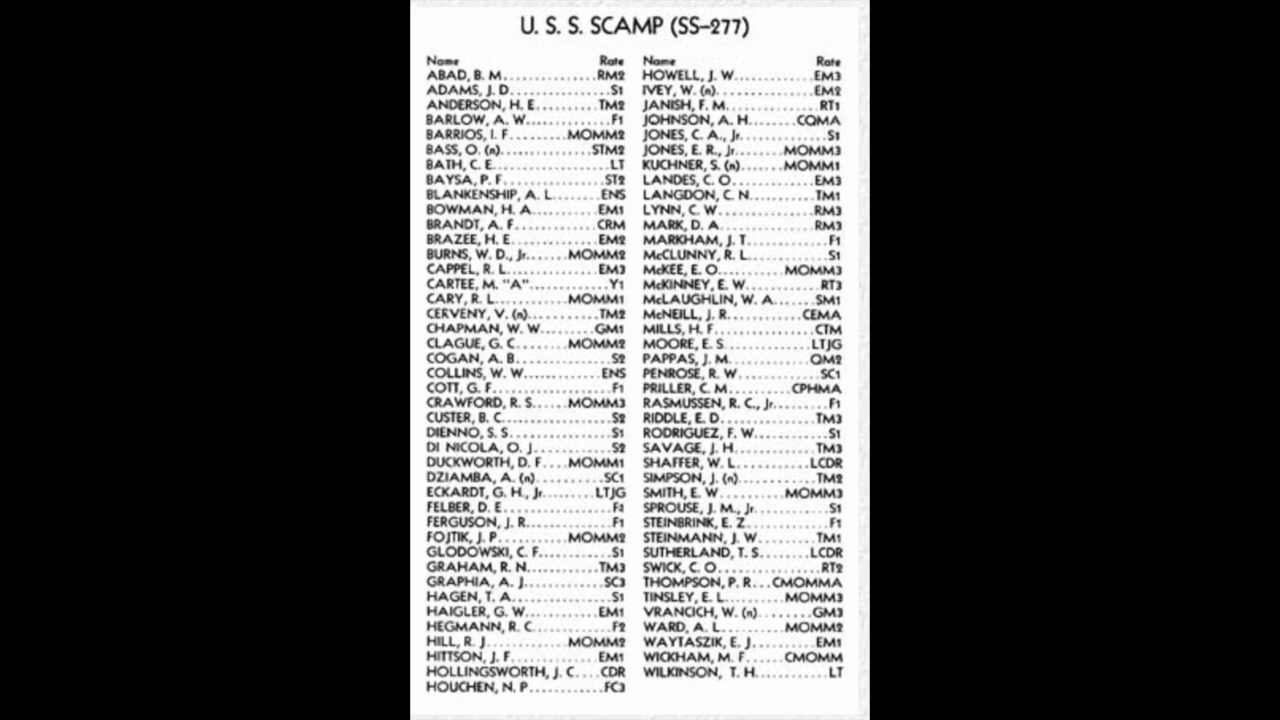 U. S. S. SCAMP (SS–277)
Name Rate
ABAD, B. M. RM2
ADAMS, J. D. S1
ANDERSON, H. E. TM2
BARLOW, A. W. F1
BARRIOS, I. F. MOMM2
BASS, O. (n) STM2
BATH, C. E. LT
BAYSA, P. F. ST2
BLANKENSHIP, A. L. ENS
BOWMAN, H. A. EM1
BRANDT, A. F. CRM
BRAZEE, H. E. EM2
BURNS, W. D., Jr. MOMM2
CAPPEL, R. L. EM3
CARTEE, M. "A" Y1
CARY, R. L. MOMM1
CERVENY, V. (n) TM2
CHAPMAN, W. W. GM1
CLAGUE, G. C. MOMM2
COGAN, A. B. S2
COLLINS, W. W. ENS
COTT, G. F. F1
CRAWFORD, R. S. MOMM3
CUSTER, B. C. S2
DIENNO, S. S. S1
DI NICOLA, O. J. S2
DUCKWORTH, D. F. MOMM1
DZIAMBA, A. (n) SC1
ECKARDT, G. H., Jr. LTJG
FELBER, D. E.
FERGUSON, J. R. F1
FOJTIK, J. P. MOMM2
GLODOWSKI, C. F. S1
GRAHAM, R. N. TM3
GRAPHIA, A. J. SC3
HAGEN, T. A. S1
HAIGLER, G. W. EM1
HEGMANN, R. C. F2
HILL, R. J. MOMM2
HITTSON, J. F. EM1
HOLLINGSWORTH, J. C. CDR
HOUCHEN, N. P. FC3
Name Rate
HOWELL, J. W. EM3
IVEY, W. (n) EM2
JANISH, F. M. RT1
JOHNSON, A. H. CQMA
JONES, C. A., Jr. S1
JONES, E. R., Jr. MOMM3
KUCHNER, S. (n) MOMM1
LANDES, C. O. EM3
LANGDON, C. N. TM1
LYNN, C. W. RM3
MARK, D. A. RM3
MARKHAM, J. T. F1
McCLUNNY, R. L. S1
McKEE, E. O. MOMM3
McKINNEY, E. W. RT3
McLAUGHLIN, W. A. SM1
McNEILL, J. R. CEMA
MILLS, H. F. CTM
MOORE, E. S. LTJG
PAPPAS, J. M. QM2
PENROSE, R. W. SC1
PRILLER, C. M. CPHMA
RASMUSSEN, R. C., Jr. F1
RIDDLE, E. D. TM3
RODRIGUEZ, F. W. S1
SAVAGE, J. H. TM3
SHAFFER, W. L. LCDR
SIMPSON, J. (n) TM2
SMITH, E. W. MOMM3
SPROUSE, J. M., Jr. S1
STEINBRINK, E. Z. F1
STEINMANN, J. W. TM1
SUTHERLAND, T. S. LCDR
SWICK, C. O. RT2
THOMPSON, P. R. CMOMMA
TINSLEY, E. L. MOMM3
VRANCICH, W. (n) GM3
WARD, A. L. MOMM2
WAYTASZIK, E. J. EM1
WICKHAM, M. F. CMOMM
WILKINSON, T. H. LT